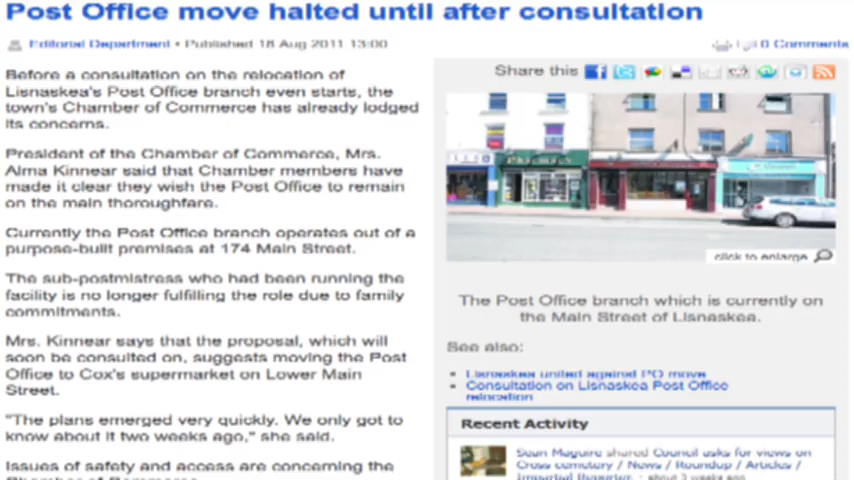 Post Office move halted until after consultation
Editorial Department • Published 18 Aug 2011 13:00
0 Comments
Before a consultation on the relocation of
Lisnaskea's Post Office branch even starts, the
town's Chamber of Commerce has already lodged
its concerns.
President of the Chamber of Commerce, Mrs.
Alma Kinnear said that Chamber members have
made it clear they wish the Post Office to remain
on the main thoroughfare.
Currently the Post Office branch operates out of a
purpose-built premises at 174 Main Street.
The sub-postmistress who had been running the
facility is no longer fulfilling the role due to family
commitments.
Mrs. Kinnear says that the proposal, which will
soon be consulted on, suggests moving the Post
Office to Cox's supermarket on Lower Main
Street.
"The plans emerged very quickly. We only got to
know about it two weeks ago," she said.
Issues of safety and access are concerning the
Chamber of Commerce
Share this
click to enlarge
The Post Office branch which is currently on
the Main Street of Lisnaskea.
See also:
Lisnaskea united against PO move
Consultation on Lisnaskea Post Office
relocation
Recent Activity
Sean Maguire shared Council asks for views on
Cross cemetery / News / Roundup / Articles /
Impartial Reporter. · about 3 weeks ago